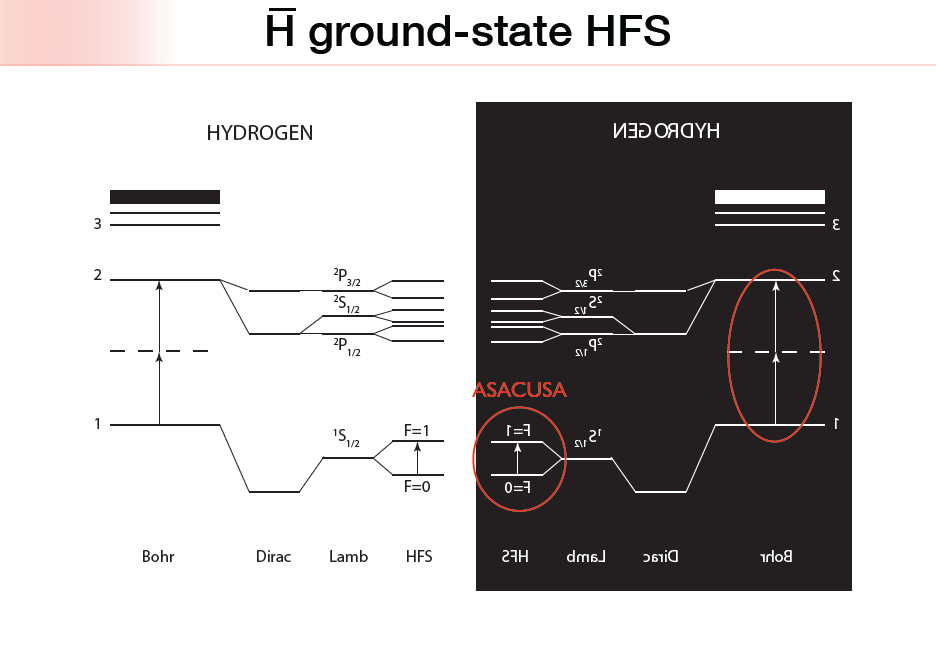 H̅ ground-state HFS
HYDROGEN
3
2
²P3/2
²S1/2
²P1/2
1
¹S1/2
F=1
F=0
Bohr Dirac Lamb HFS
HYDROGEN
3
2
²P3/2
²S1/2
²P1/2
ASACUSA
1
F=1
¹S1/2
F=0
HFS Lamb Dirac Bohr